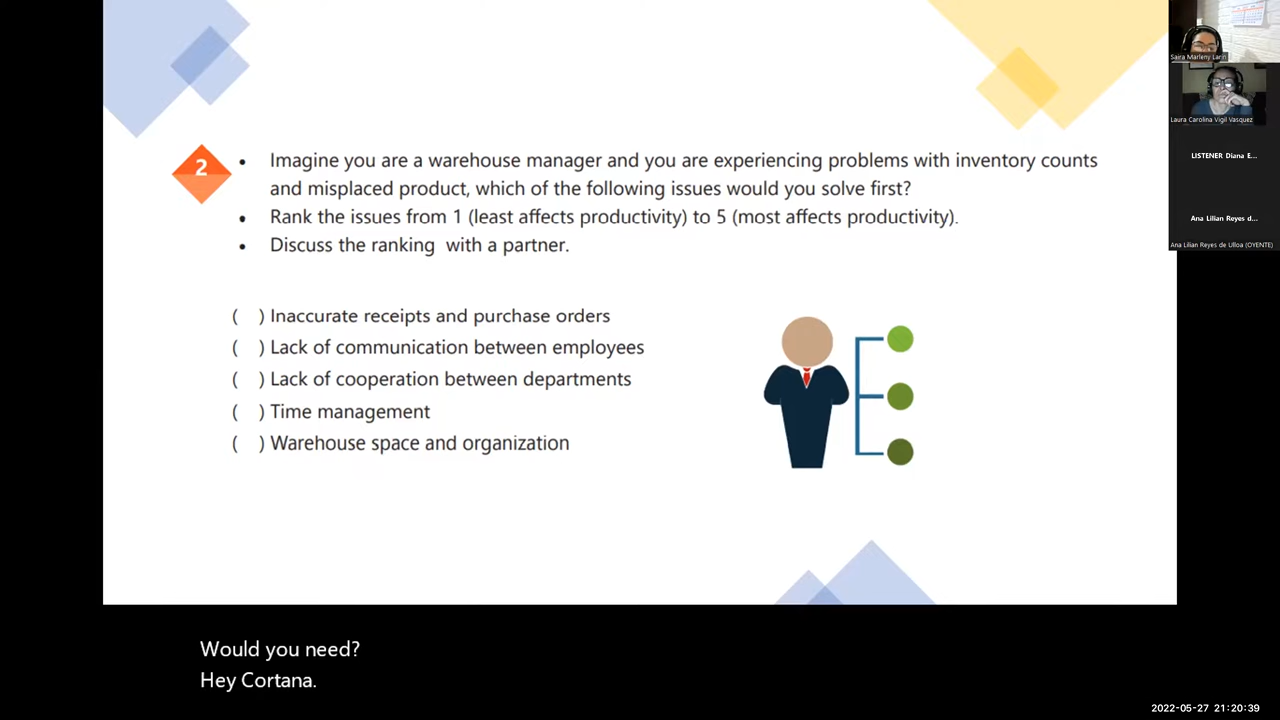 2
• Imagine you are a warehouse manager and you are experiencing problems with inventory counts
and misplaced product, which of the following issues would you solve first?
• Rank the issues from 1 (least affects productivity) to 5 (most affects productivity).
• Discuss the ranking with a partner.
( ) Inaccurate receipts and purchase orders
( ) Lack of communication between employees
( ) Lack of cooperation between departments
( ) Time management
( ) Warehouse space and organization
Saira Marleny Larin
Laura Carolina Vigil Vasquez
LISTENER Diana E...
Ana Lilian Reyes d...
Ana Lilian Reyes de Ulloa (OYENTE)
Would you need?
Hey Cortana.
2022-05-27 21:20:39